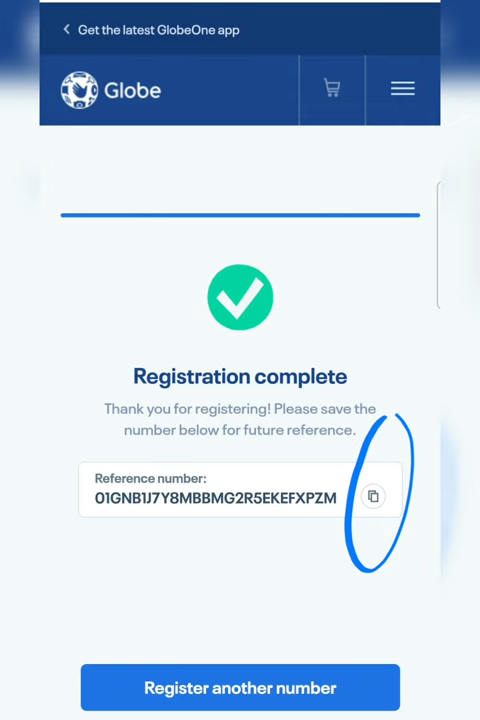 Get the latest GlobeOne app
Globe
Registration complete
Thank you for registering! Please save the
number below for future reference.
Reference number:
01GNB1J7Y8MBBMG2R5EKEFXPZM
Register another number